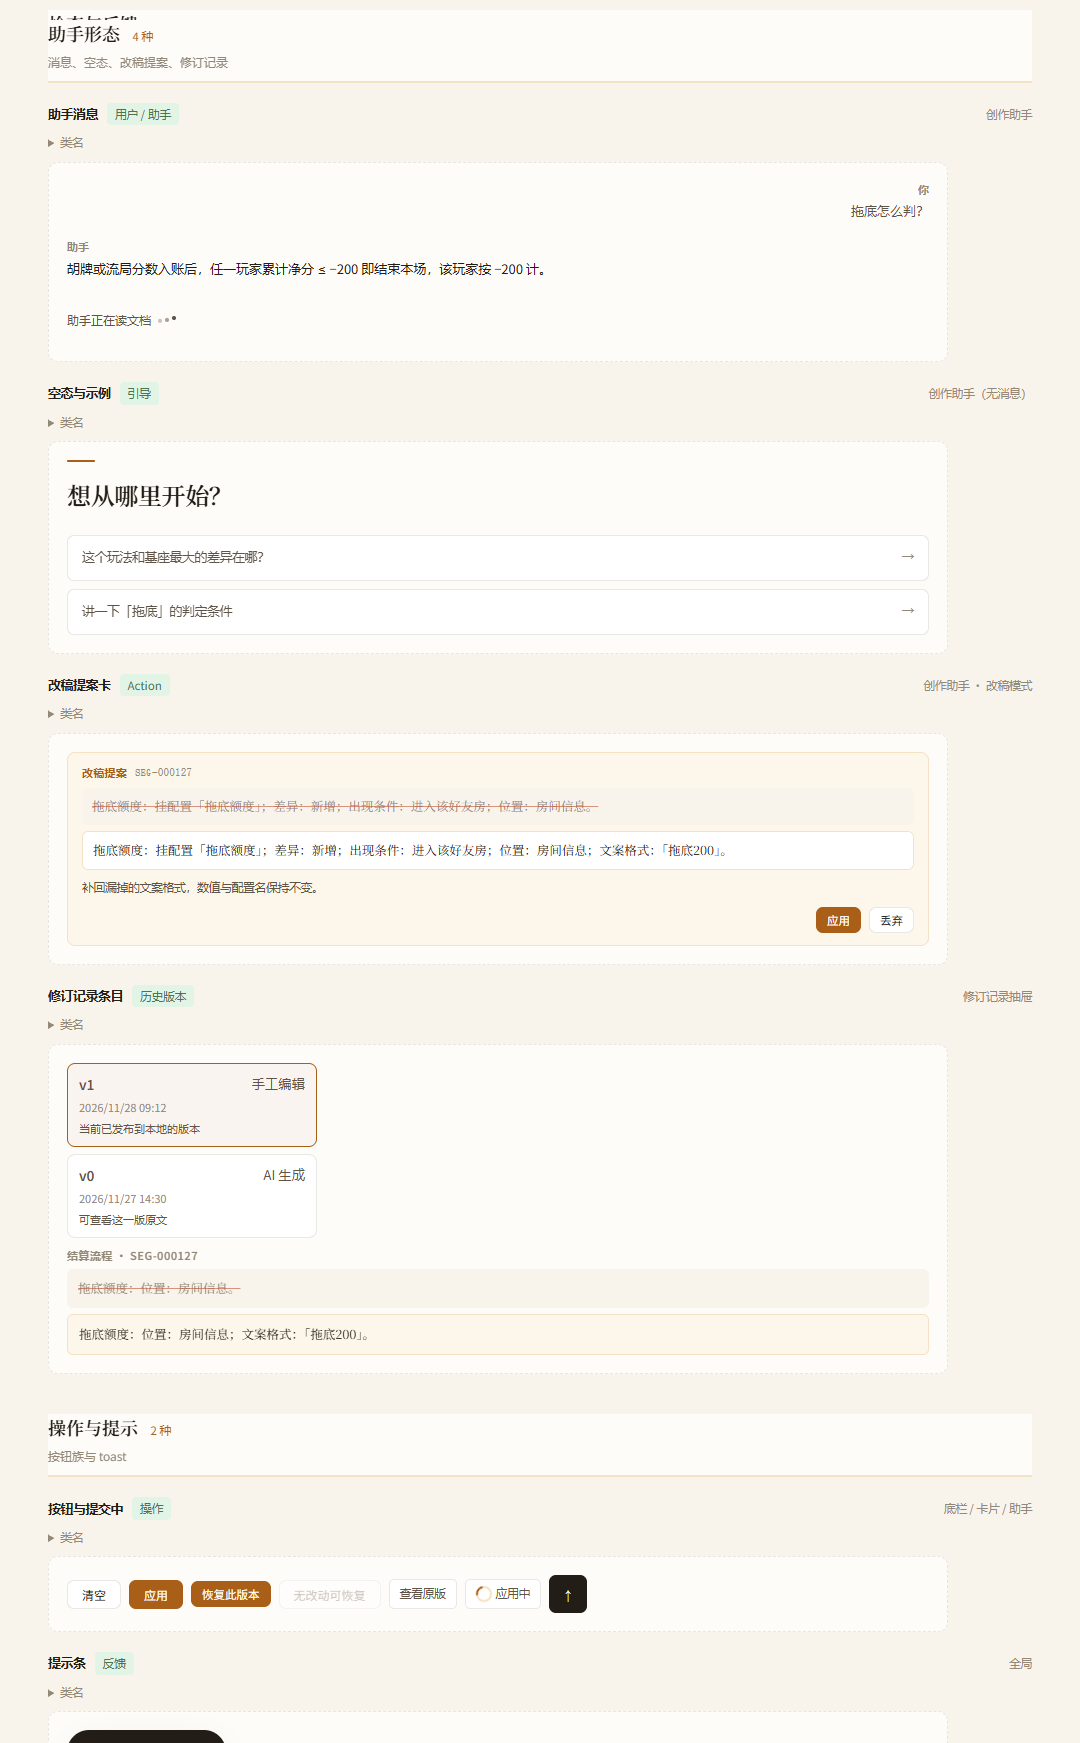 助手形态 4 种
消息、空态、改稿提案、修订记录
助手消息 用户 / 助手 创作助手
▶ 类名
你
拖底怎么判？
助手
胡牌或流局分数入账后，任一玩家累计净分 ≤ −200 即结束本场，该玩家按 −200 计。
助手正在读文档
空态与示例 引导 创作助手（无消息）
▶ 类名
想从哪里开始？
这个玩法和基座最大的差异在哪？ →
讲一下「拖底」的判定条件 →
改稿提案卡 Action 创作助手 · 改稿模式
▶ 类名
改稿提案 SEG-000127
拖底额度：挂配置「拖底额度」；差异：新增；出现条件：进入该好友房；位置：房间信息。
拖底额度：挂配置「拖底额度」；差异：新增；出现条件：进入该好友房；位置：房间信息；文案格式：「拖底200」。
补回漏掉的文案格式，数值与配置名保持不变。
应用 丢弃
修订记录条目 历史版本 修订记录抽屉
▶ 类名
v1 手工编辑
2026/11/28 09:12
当前已发布到本地的版本
v0 AI 生成
2026/11/27 14:30
可查看这一版原文
结算流程 · SEG-000127
拖底额度：位置：房间信息。
拖底额度：位置：房间信息；文案格式：「拖底200」。
操作与提示 2 种
按钮族与 toast
按钮与提交中 操作 底栏 / 卡片 / 助手
▶ 类名
清空 应用 恢复此版本 无改动可恢复 查看原版 应用中 ↑
提示条 反馈 全局
▶ 类名